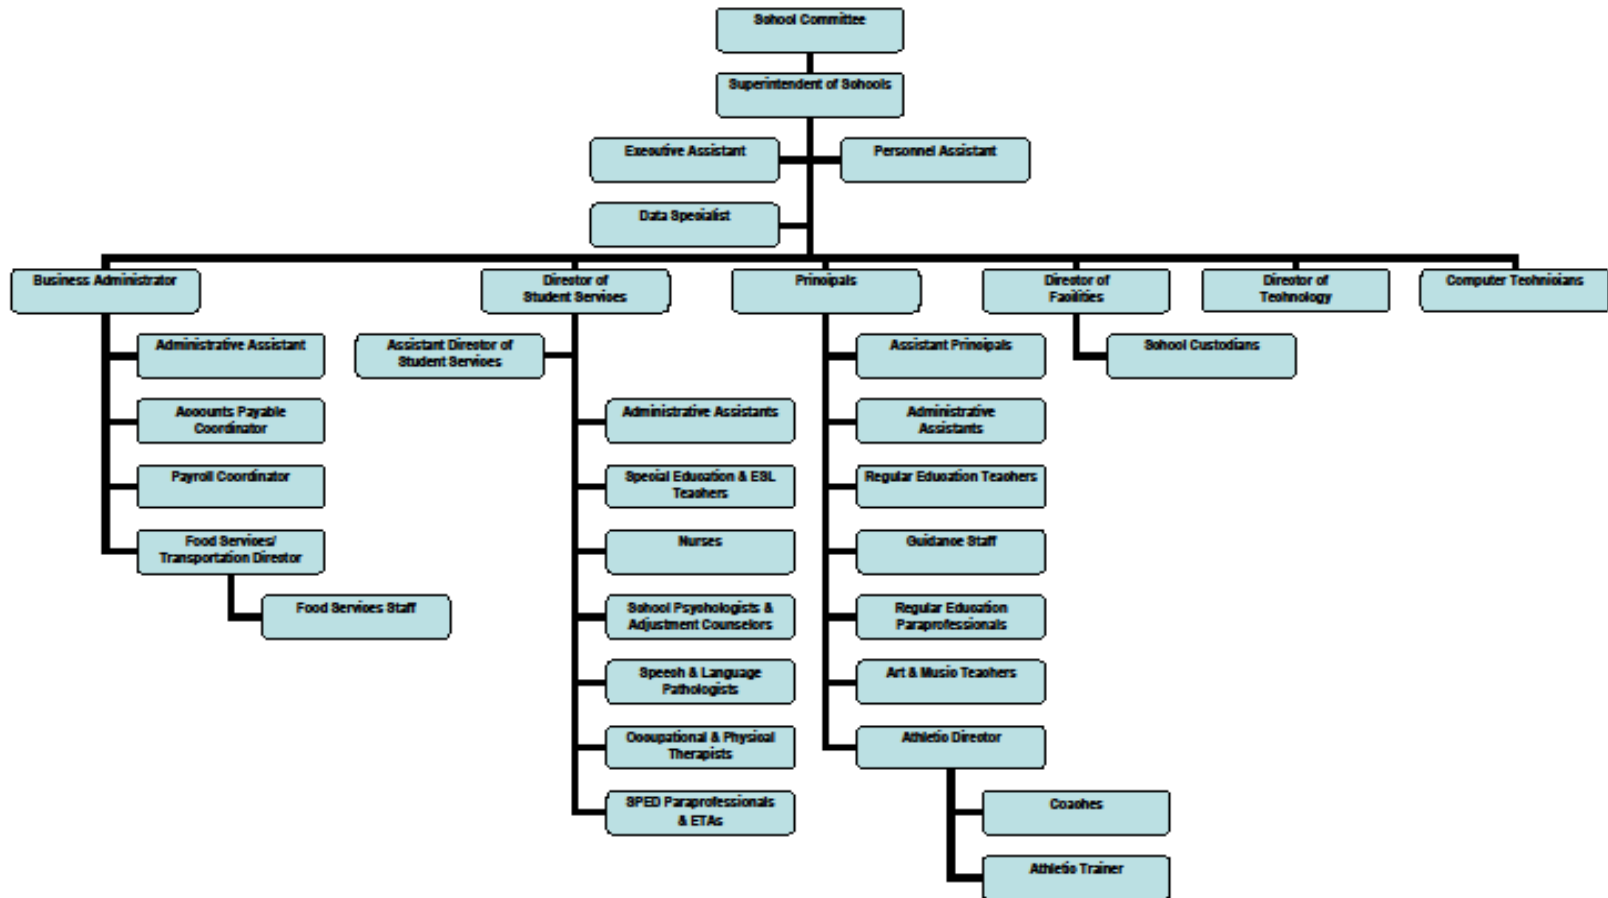 School Committee
Superintendent of Schools
Executive Assistant
Personnel Assistant
Data Specialist
Business Administrator
Director of
Student Services
Principals
Director of
Facilities
Director of
Technology
Computer Technicians
Administrative Assistant
Accounts Payable
Coordinator
Payroll Coordinator
Food Services/
Transportation Director
Food Services Staff
Assistant Director of
Student Services
Administrative Assistants
Special Education & ESL
Teachers
Nurses
School Psychologists &
Adjustment Counselors
Speech & Language
Pathologists
Occupational & Physical
Therapists
SPED Paraprofessionals
& ETAs
Assistant Principals
Administrative
Assistants
Regular Education Teachers
Guidance Staff
Regular Education
Paraprofessionals
Art & Music Teachers
Athletic Director
Coaches
Athletic Trainer
School Custodians